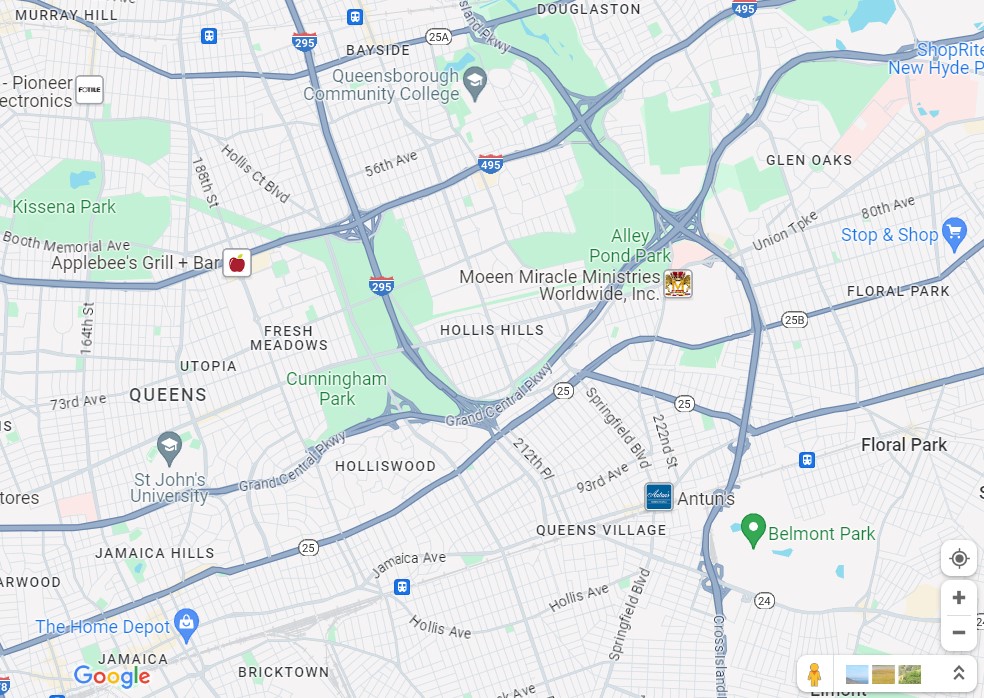 MURRAY HILL
DOUGLASTON
495
295
25A
BAYSIDE
ShopRite
New Hyde P
- Pioneer
ectronics
FOTILE
Queensborough
Community College
495
56th Ave
Hollis Ct Blvd
188th St
GLEN OAKS
Kissena Park
80th Ave
Union Tpke
Stop & Shop
Booth Memorial Ave
Applebee's Grill + Bar
Alley
Pond Park
Moeen Miracle Ministries
Worldwide, Inc.
295
FLORAL PARK
25B
164th St
FRESH
MEADOWS
HOLLIS HILLS
UTOPIA
QUEENS
73rd Ave
Cunningham
Park
Grand Central Pkwy
25
25
Springfield Blvd
222nd St
Floral Park
Grand Central Pkwy
HOLLISWOOD
212th Pl
93rd Ave
St John's
University
tores
Antuns
Belmont Park
QUEENS VILLAGE
JAMAICA HILLS
25
Jamaica Ave
ARWOOD
24
Hollis Ave
Hollis Ave
Springfield Blvd
The Home Depot
JAMAICA
Google
BRICKTOWN
Cross Island
Elmont